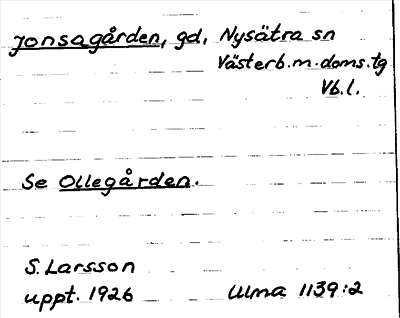 Jonsagården, gd, Nysätra sn
Västerb.m.doms.tg
Vb.l.
Se Ollegården.
S. Larsson
uppt. 1926 Ulma 1139:2